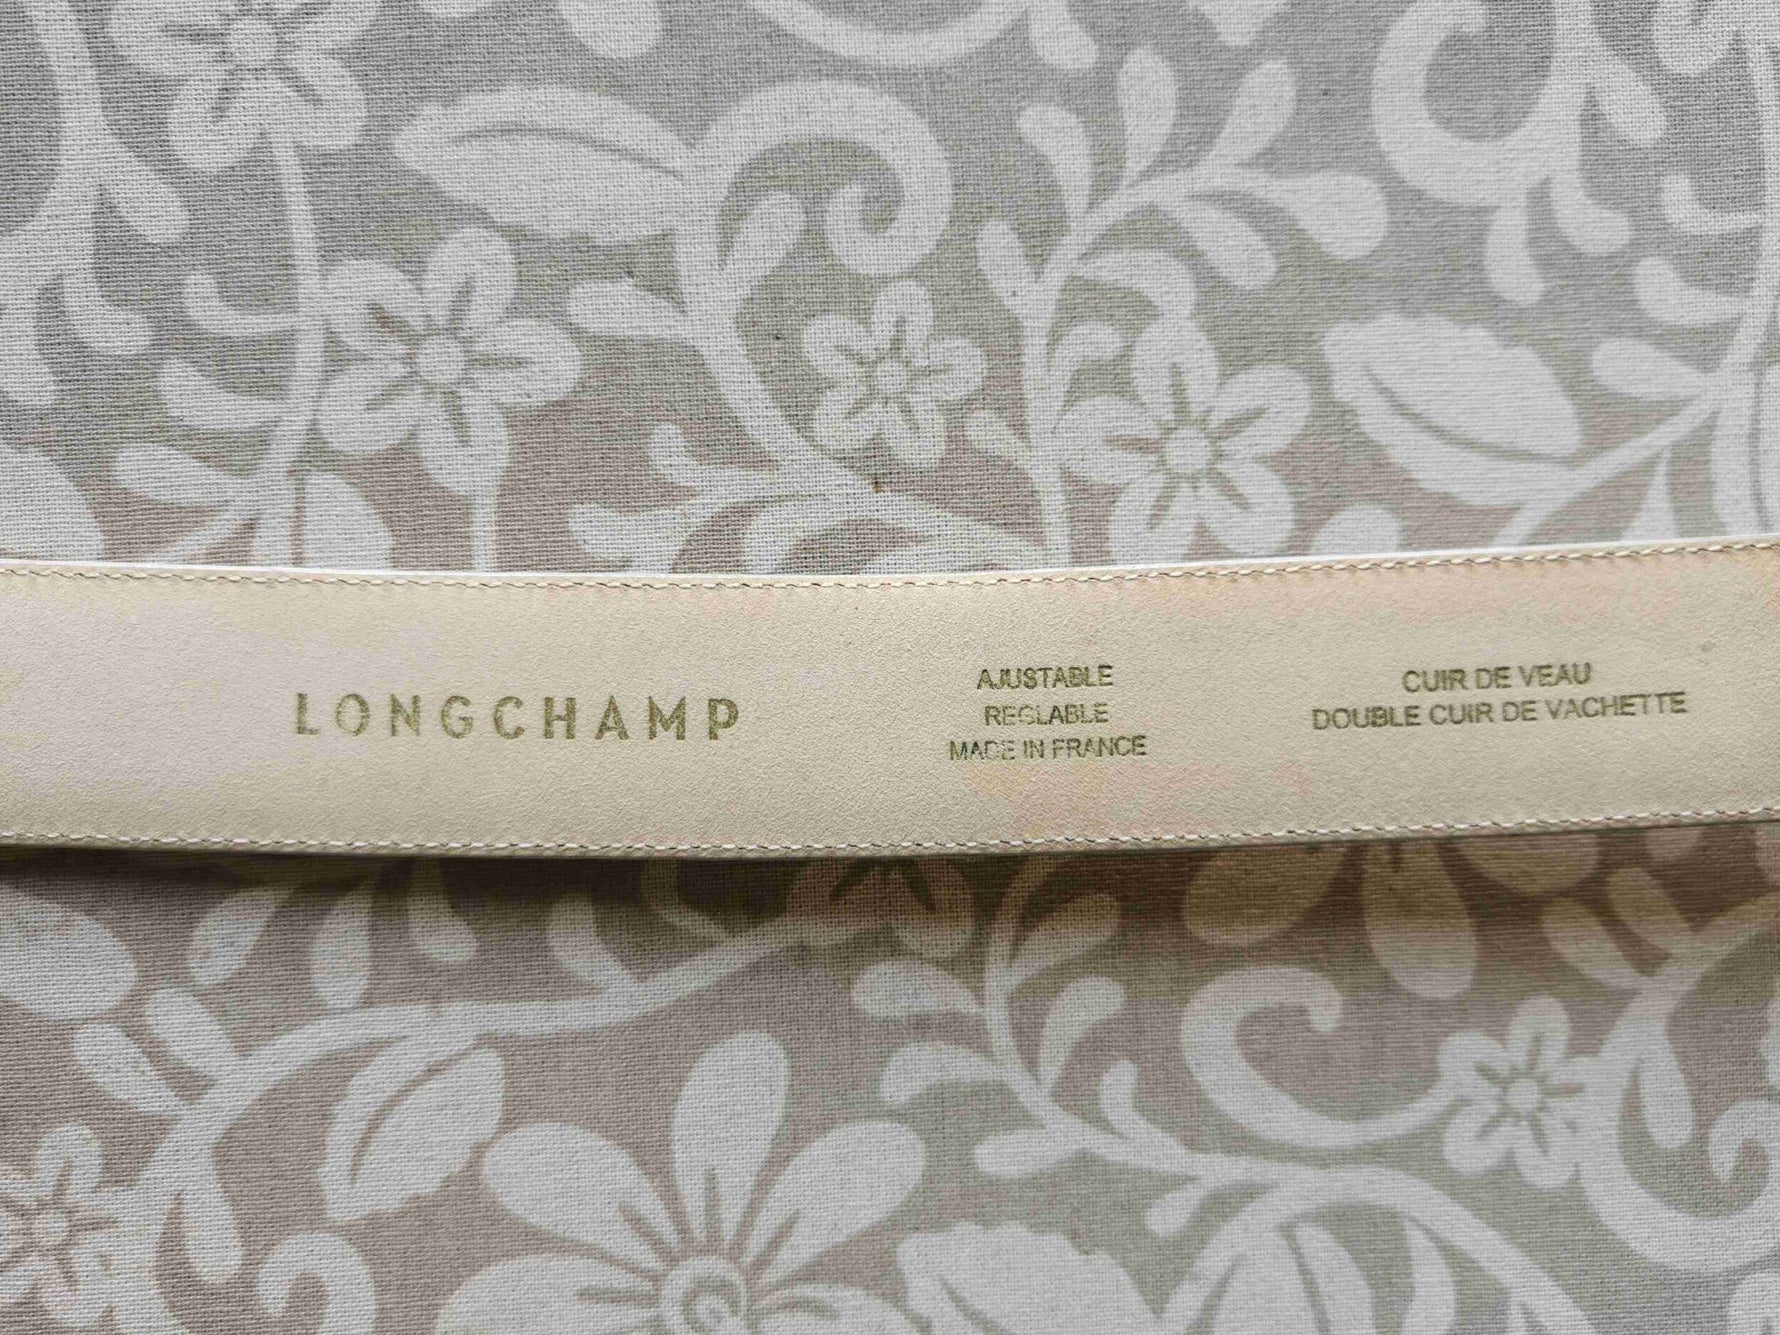 LONGCHAMP
AJUSTABLE
REGLABLE
MADE IN FRANCE
CUIR DE VEAU
DOUBLE CUIR DE VACHETTE